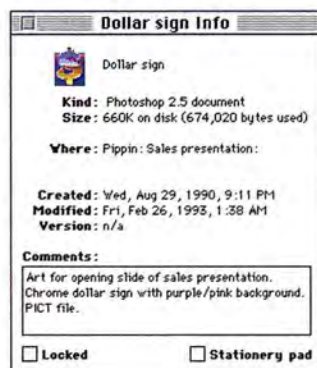 Dollar sign Info
Dollar sign
Kind: Photoshop 2.5 document
Size: 660K on disk (674,020 bytes used)
Where: Pippin: Sales presentation:
Created: Wed, Aug 29, 1990, 9:11 PM
Modified: Fri, Feb 26, 1993, 1:38 AM
Version: n/a
Comments:
Art for opening slide of sales presentation.
Chrome dollar sign with purple/pink background.
PICT file.
Locked Stationery pad